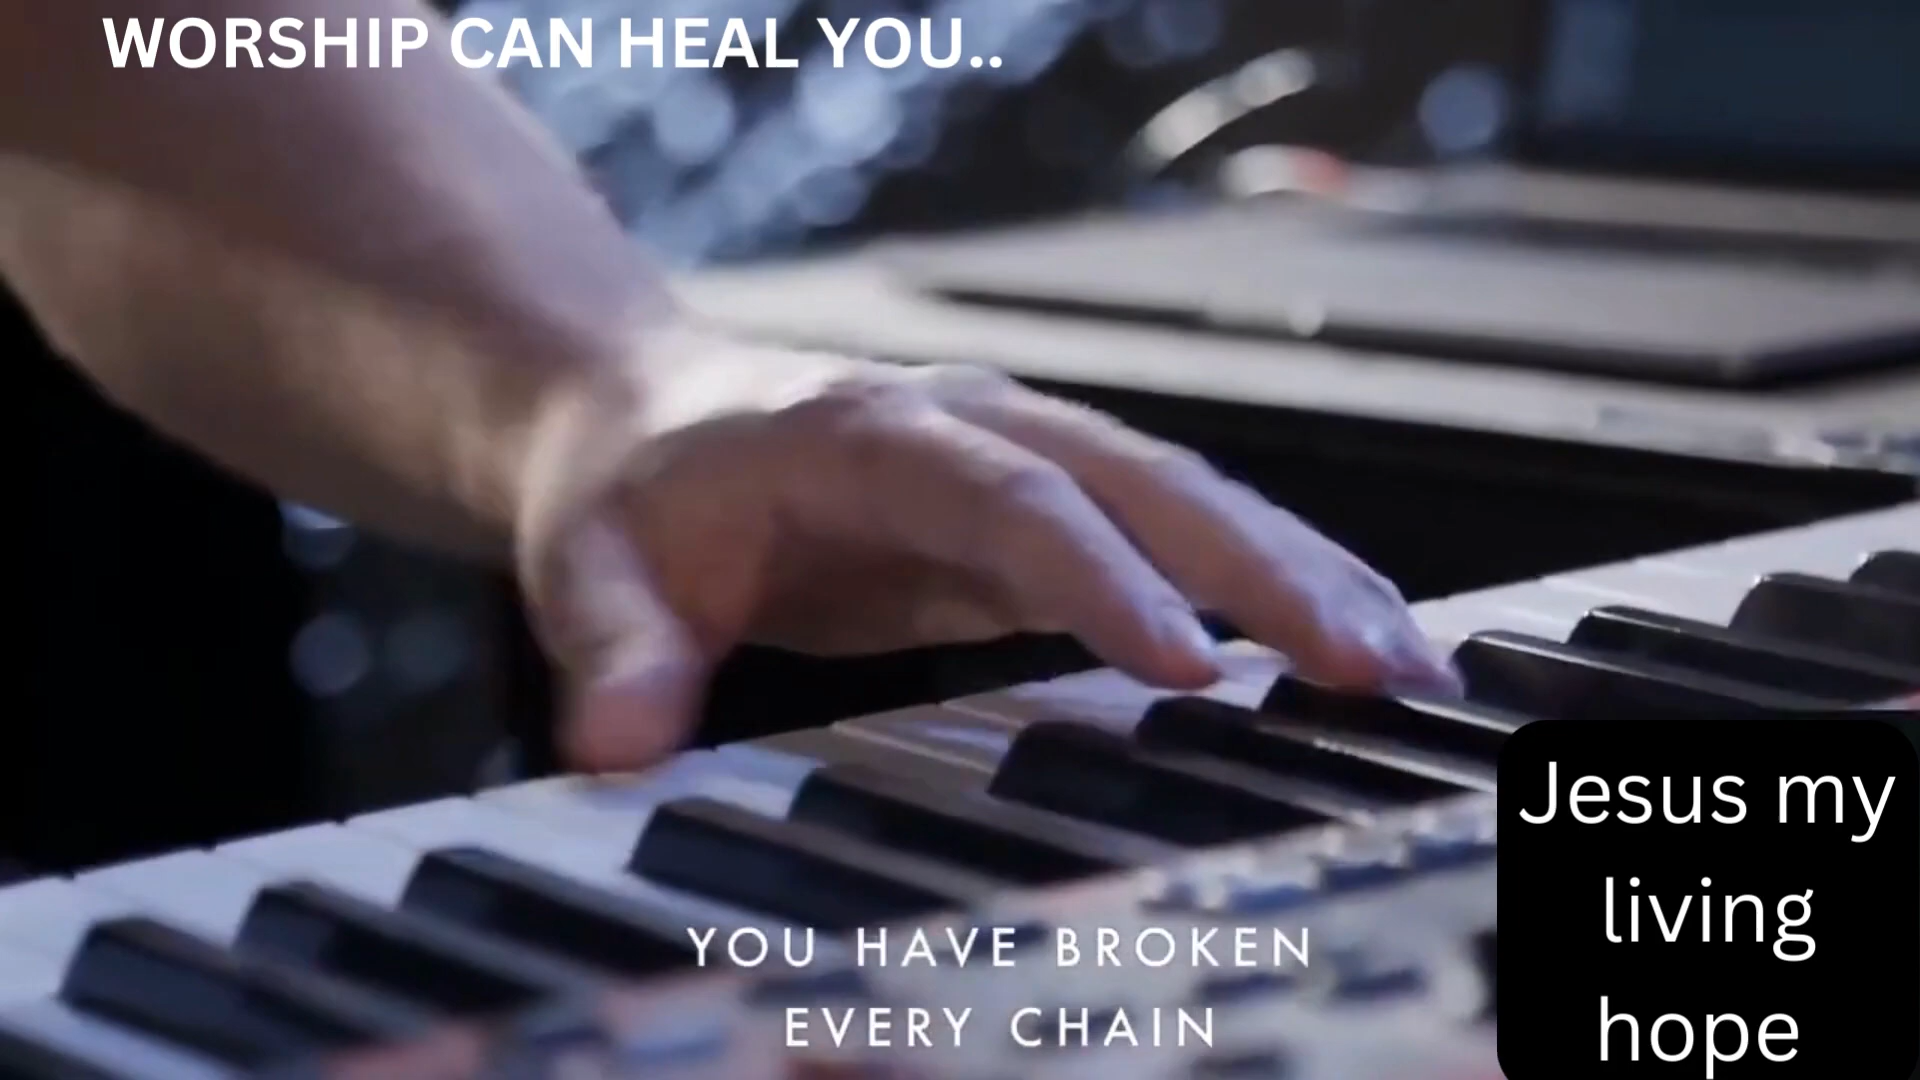 WORSHIP CAN HEAL YOU..
YOU HAVE BROKEN
EVERY CHAIN
Jesus my
living
hope